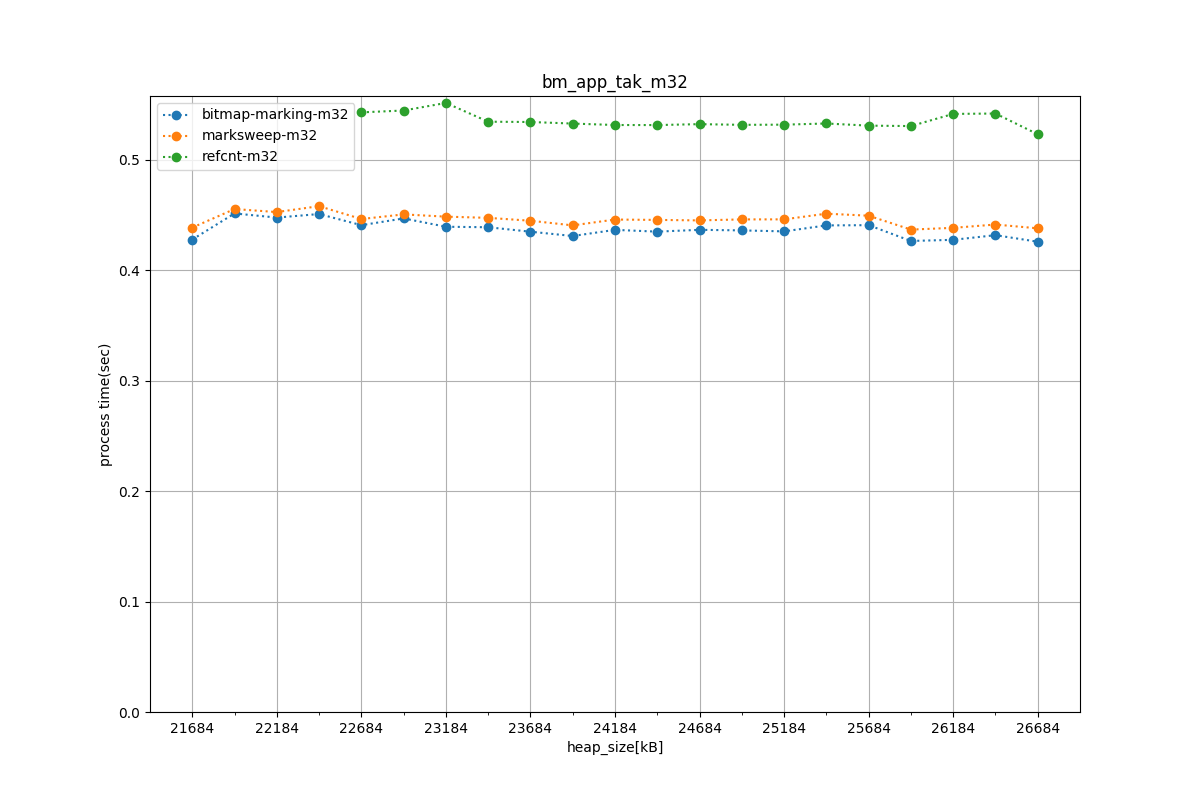 bm_app_tak_m32
bitmap-marking-m32
marksweep-m32
refcnt-m32
0.5
0.4
0.3
0.2
0.1
0.0
process time(sec)
21684 22184 22684 23184 23684 24184 24684 25184 25684 26184 26684
heap_size[kB]